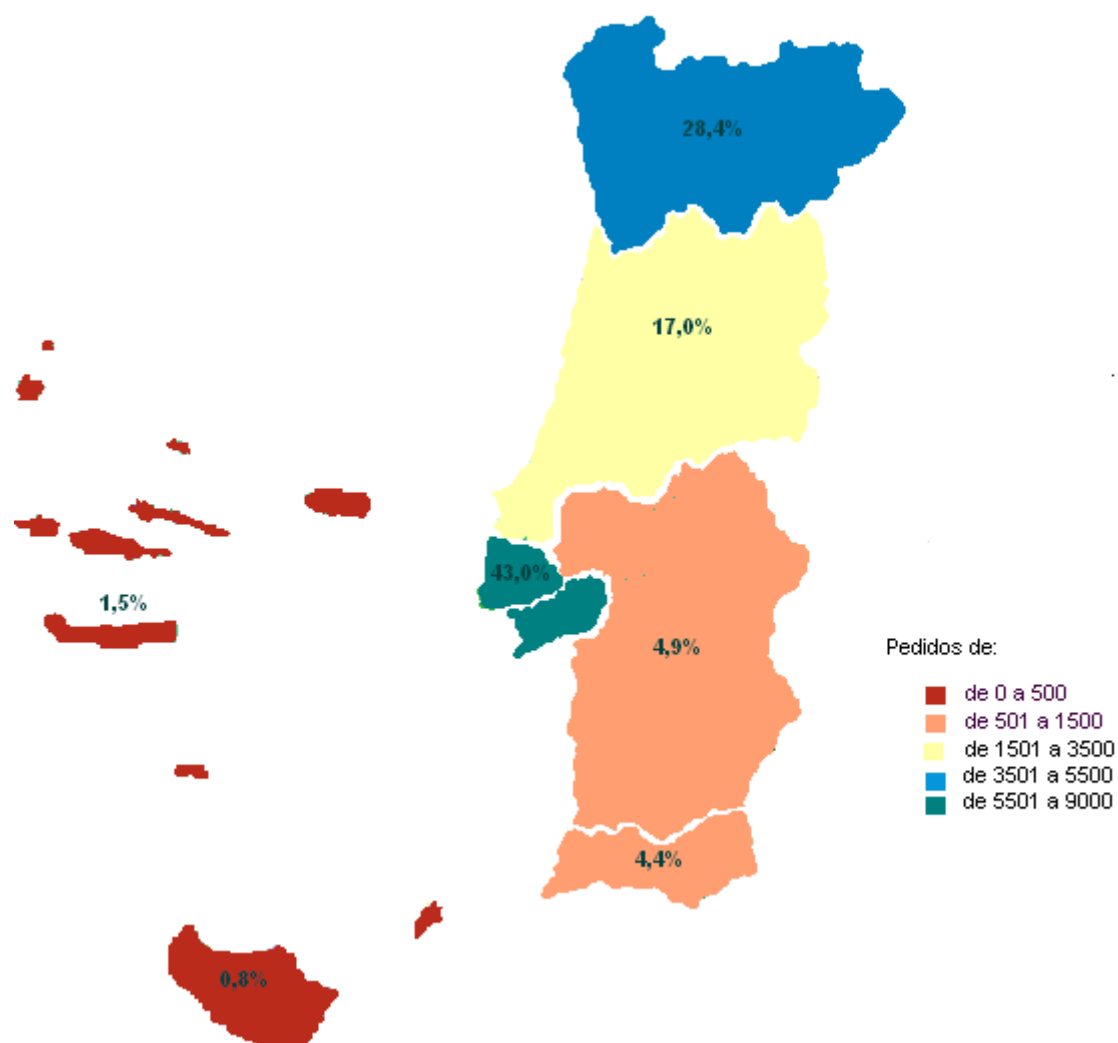 28,4%
17,0%
43,0%
1,5%
4,9%
Pedidos de:
de 0 a 500
de 501 a 1500
de 1501 a 3500
de 3501 a 5500
de 5501 a 9000
4,4%
0,8%